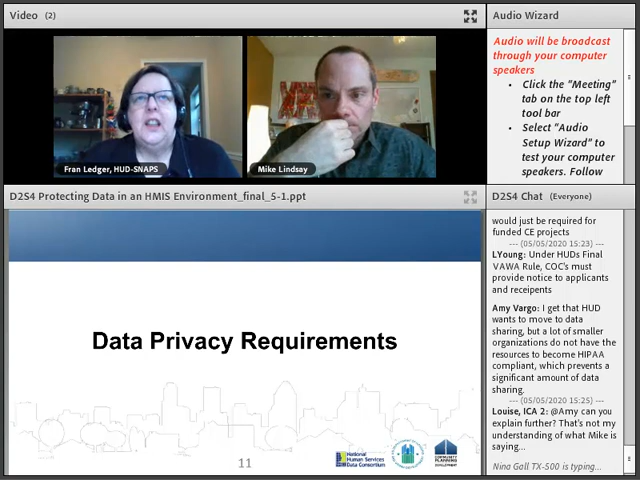 Video (2)
Fran Ledger, HUD-SNAPS
Mike Lindsay
Audio Wizard
Audio will be broadcast
through your computer
speakers
• Click the "Meeting"
tab on the top left
tool bar
• Select "Audio
Setup Wizard" to
test your computer
speakers. Follow
D2S4 Protecting Data in an HMIS Environment_final_5-1.ppt
Data Privacy Requirements
11
National
Human Services
Data Consortium
COMMUNITY
PLANNING
DEVELOPMENT
D2S4 Chat (Everyone)
would just be required for
funded CE projects
--- (05/05/2020 15:23) ---
LYoung: Under HUDs Final
VAWA Rule, COC's must
provide notice to applicants
and receipents
Amy Vargo: I get that HUD
wants to move to data
sharing, but a lot of smaller
organizations do not have the
resources to become HIPAA
compliant, which prevents a
significant amount of data
sharing.
--- (05/05/2020 15:25) ---
Louise, ICA 2: @Amy can you
explain further? That's not my
understanding of what Mike is
saying...
Nina Gall TX-500 is typing...